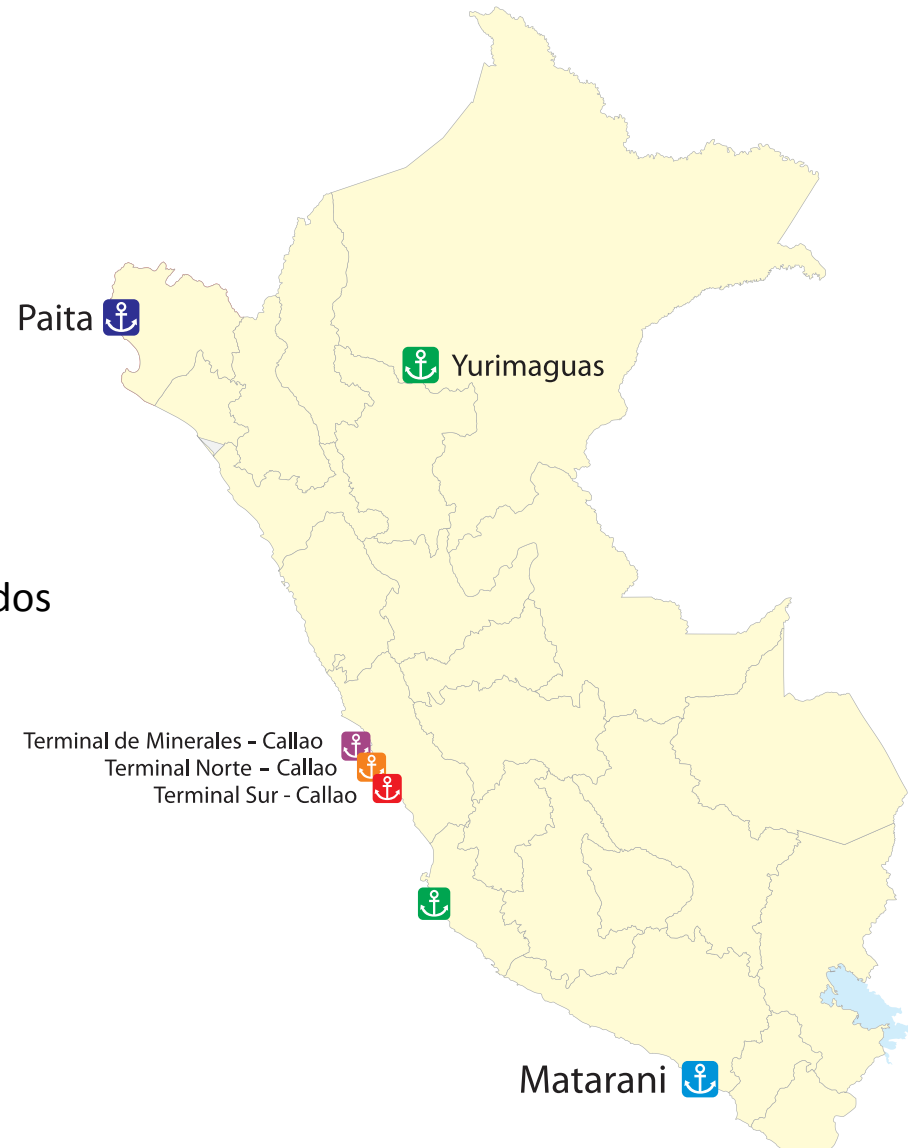 Paita
Yurimaguas
dos
Terminal de Minerales - Callao
Terminal Norte - Callao
Terminal Sur - Callao
Matarani